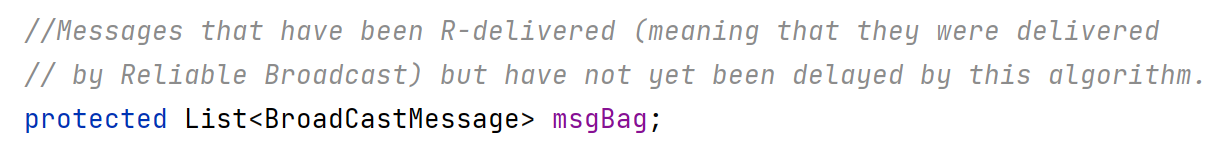 //Messages that have been R-delivered (meaning that they were delivered
// by Reliable Broadcast) but have not yet been delayed by this algorithm.
protected List<BroadCastMessage> msgBag;